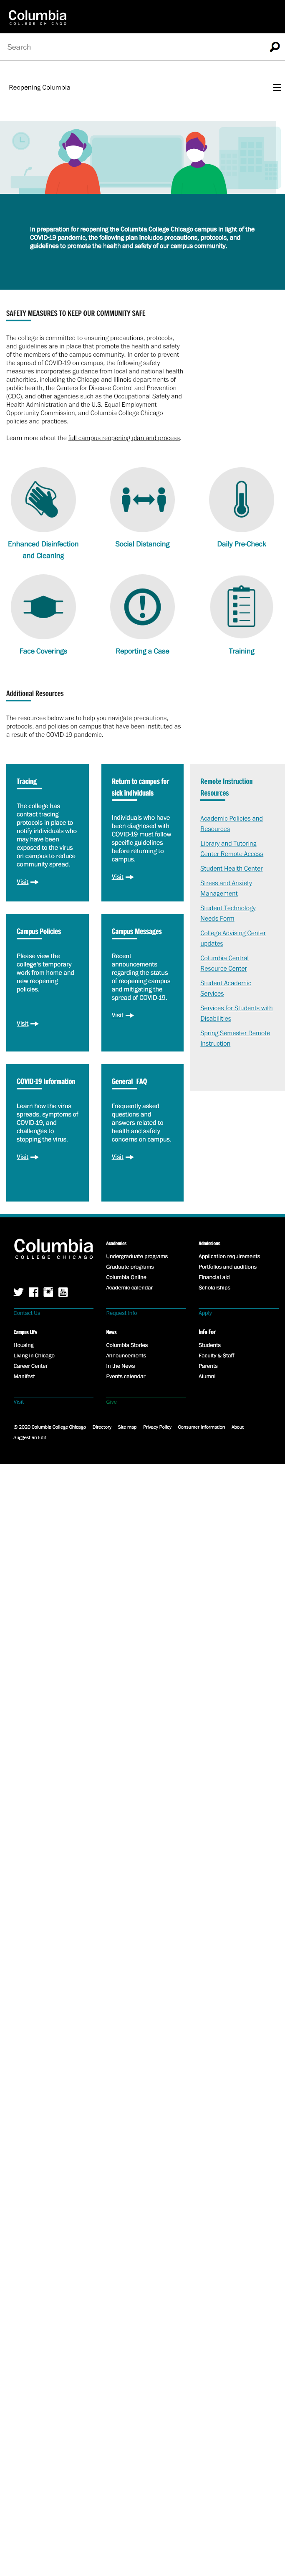 Columbia
COLLEGE CHICAGO
Search
Reopening Columbia
In preparation for reopening the Columbia College Chicago campus in light of the
COVID-19 pandemic, the following plan includes precautions, protocols, and
guidelines to promote the health and safety of our campus community.
SAFETY MEASURES TO KEEP OUR COMMUNITY SAFE
The college is committed to ensuring precautions, protocols,
and guidelines are in place that promote the health and safety
of the members of the campus community. In order to prevent
the spread of COVID-19 on campus, the following safety
measures incorporates guidance from local and national health
authorities, including the Chicago and Illinois departments of
public health, the Centers for Disease Control and Prevention
(CDC), and other agencies such as the Occupational Safety and
Health Administration and the U.S. Equal Employment
Opportunity Commission, and Columbia College Chicago
policies and practices.
Learn more about the full campus reopening plan and process.
Enhanced Disinfection
and Cleaning
Social Distancing
Daily Pre-Check
Face Coverings
Reporting a Case
Training
Additional Resources
The resources below are to help you navigate precautions,
protocols, and policies on campus that have been instituted as
a result of the COVID-19 pandemic.
Tracing
The college has
contact tracing
protocols in place to
notify individuals who
may have been
exposed to the virus
on campus to reduce
community spread.
Visit
Return to campus for
sick individuals
Individuals who have
been diagnosed with
COVID-19 must follow
specific guidelines
before returning to
campus.
Visit
Campus Policies
Please view the
college's temporary
work from home and
new reopening
policies.
Visit
Campus Messages
Recent
announcements
regarding the status
of reopening campus
and mitigating the
spread of COVID-19.
Visit
COVID-19 Information
Learn how the virus
spreads, symptoms of
COVID-19, and
challenges to
stopping the virus.
Visit
General FAQ
Frequently asked
questions and
answers related to
health and safety
concerns on campus.
Visit
Remote Instruction
Resources
Academic Policies and
Resources
Library and Tutoring
Center Remote Access
Student Health Center
Stress and Anxiety
Management
Student Technology
Needs Form
College Advising Center
updates
Columbia Central
Resource Center
Student Academic
Services
Services for Students with
Disabilities
Spring Semester Remote
Instruction
Columbia
COLLEGE CHICAGO
Contact Us
Academics
Undergraduate programs
Graduate programs
Columbia Online
Academic calendar
Request info
Admissions
Application requirements
Portfolios and auditions
Financial aid
Scholarships
Apply
Campus Life
Housing
Living in Chicago
Career Center
Manifest
Visit
News
Columbia Stories
Announcements
In the News
Events calendar
Give
Info For
Students
Faculty & Staff
Parents
Alumni
© 2020 Columbia College Chicago Directory Site map Privacy Policy Consumer Information About
Suggest an Edit